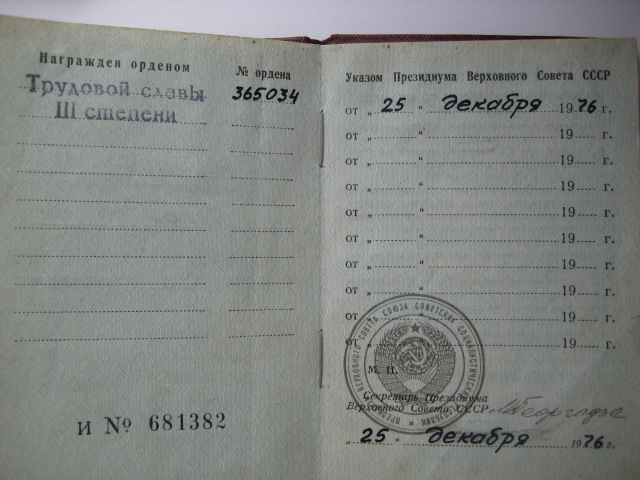 Награжден орденом
№ ордена
Трудовой славы
III степени
365034
И № 681382
Указом Президиума Верховного Совета СССР
от „ 25 “ декабря 1976 г.
от „ “ 19 г.
от „ “ 19 г.
от „ “ 19 г.
от „ “ 19 г.
от „ “ 19 г.
от „ “ 19 г.
от „ “ 19 г.
от „ “ 19 г.
от „ “ 19 г.
М. П.
Секретарь Президиума
Верховного Совета СССР МГеоргадзе
„ 25 “ декабря 1976 г.